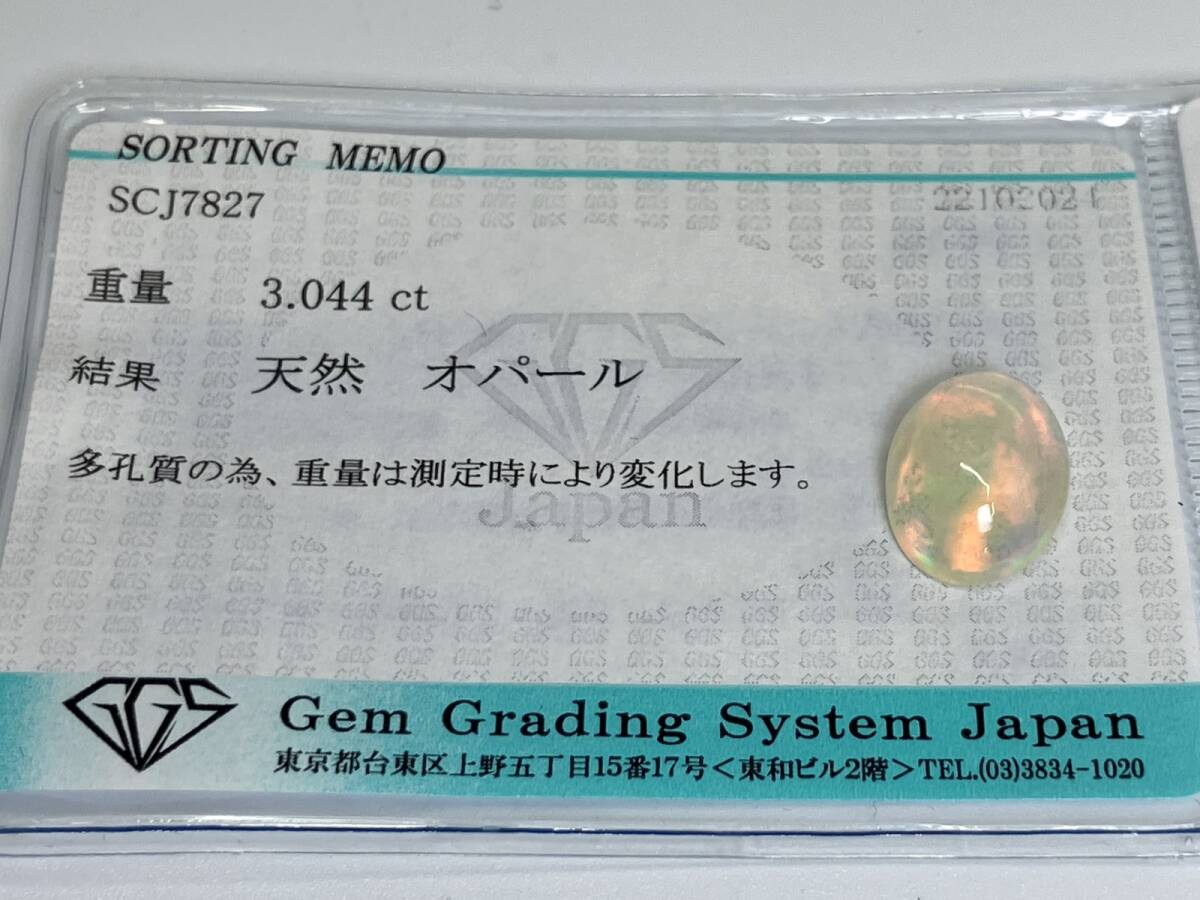 SORTING MEMO
SCJ7827 22102021
重量 3.044 ct
結果 天然 オパール
多孔質の為、重量は測定時により変化します。
GGS
Japan
GGS Gem Grading System Japan
東京都台東区上野五丁目15番17号<東和ビル2階>TEL.(03)3834-1020